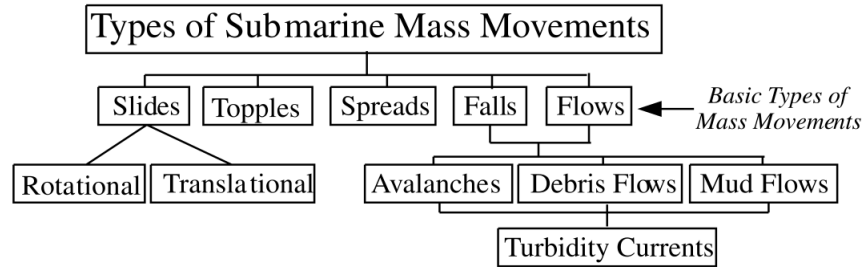 Types of Submarine Mass Movements
Slides
Topples
Spreads
Falls
Flows
Basic Types of
Mass Movements
Rotational
Translational
Avalanches
Debris Flows
Mud Flows
Turbidity Currents